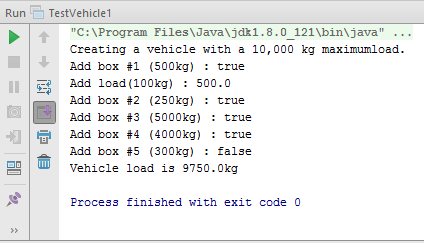 Run TestVehicle1
"C:\Program Files\Java\jdk1.8.0_121\bin\java" ...
Creating a vehicle with a 10,000 kg maximumload.
Add box #1 (500kg) : true
Add load(100kg) : 500.0
Add box #2 (250kg) : true
Add box #3 (5000kg) : true
Add box #4 (4000kg) : true
Add box #5 (300kg) : false
Vehicle load is 9750.0kg
Process finished with exit code 0